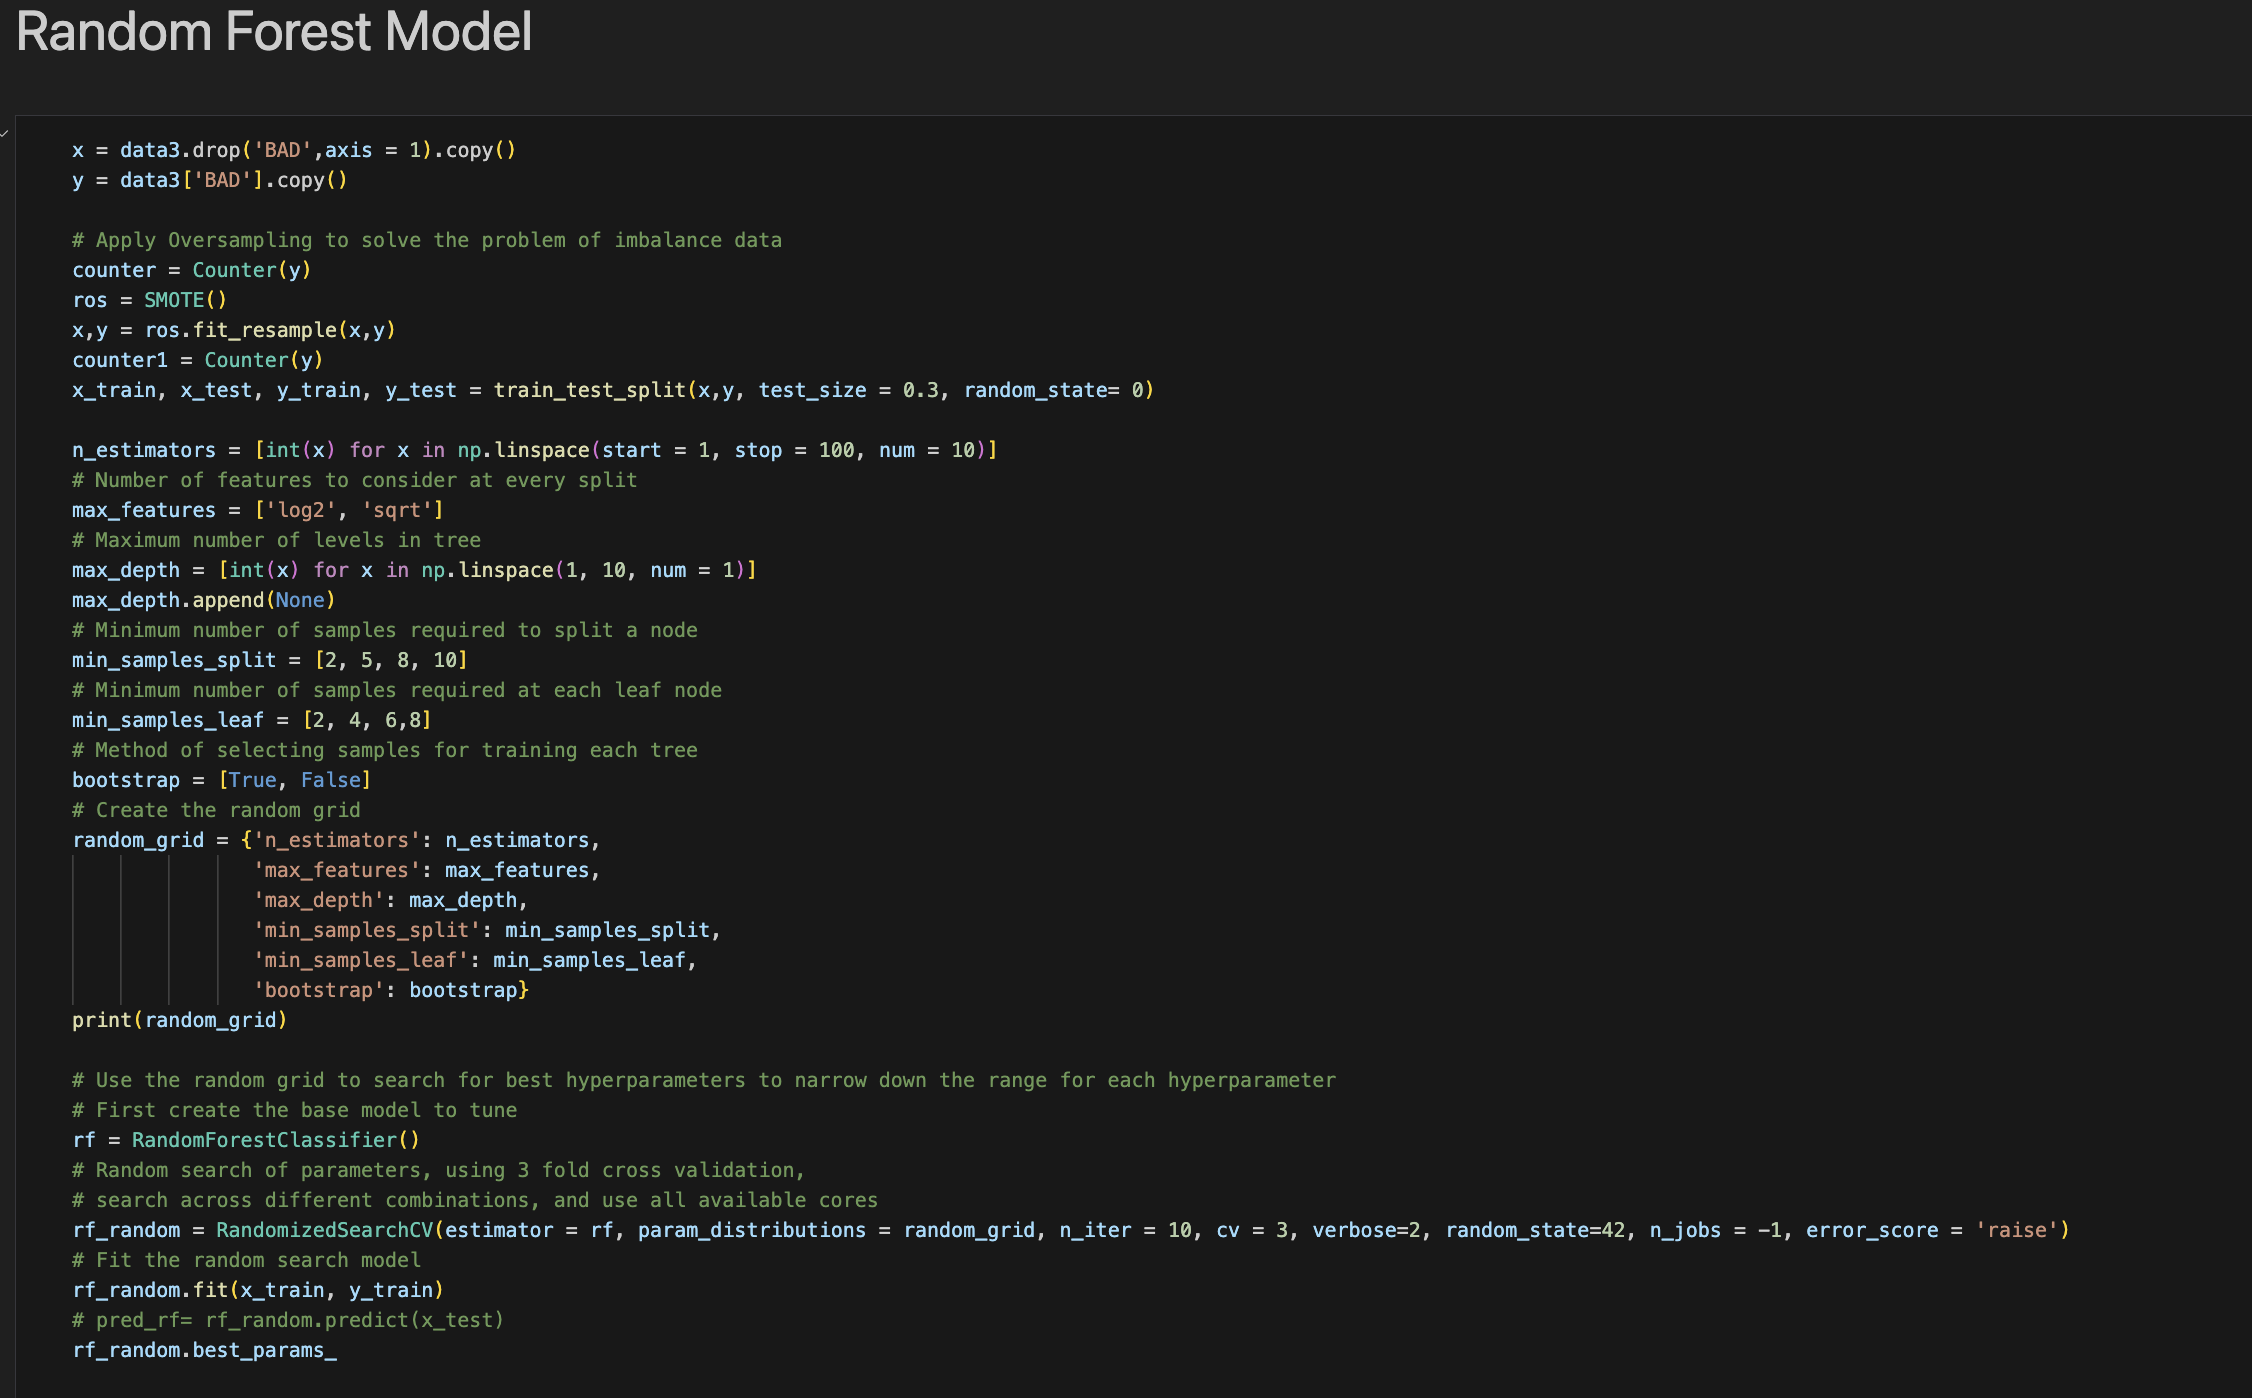 Random Forest Model
x = data3.drop('BAD',axis = 1).copy()
y = data3['BAD'].copy()
# Apply Oversampling to solve the problem of imbalance data
counter = Counter(y)
ros = SMOTE()
x,y = ros.fit_resample(x,y)
counter1 = Counter(y)
x_train, x_test, y_train, y_test = train_test_split(x,y, test_size = 0.3, random_state= 0)
n_estimators = [int(x) for x in np.linspace(start = 1, stop = 100, num = 10)]
# Number of features to consider at every split
max_features = ['log2', 'sqrt']
# Maximum number of levels in tree
max_depth = [int(x) for x in np.linspace(1, 10, num = 1)]
max_depth.append(None)
# Minimum number of samples required to split a node
min_samples_split = [2, 5, 8, 10]
# Minimum number of samples required at each leaf node
min_samples_leaf = [2, 4, 6,8]
# Method of selecting samples for training each tree
bootstrap = [True, False]
# Create the random grid
random_grid = {'n_estimators': n_estimators,
'max_features': max_features,
'max_depth': max_depth,
'min_samples_split': min_samples_split,
'min_samples_leaf': min_samples_leaf,
'bootstrap': bootstrap}
print(random_grid)
# Use the random grid to search for best hyperparameters to narrow down the range for each hyperparameter
# First create the base model to tune
rf = RandomForestClassifier()
# Random search of parameters, using 3 fold cross validation,
# search across different combinations, and use all available cores
rf_random = RandomizedSearchCV(estimator = rf, param_distributions = random_grid, n_iter = 10, cv = 3, verbose=2, random_state=42, n_jobs = -1, error_score = 'raise')
# Fit the random search model
rf_random.fit(x_train, y_train)
# pred_rf= rf_random.predict(x_test)
rf_random.best_params_